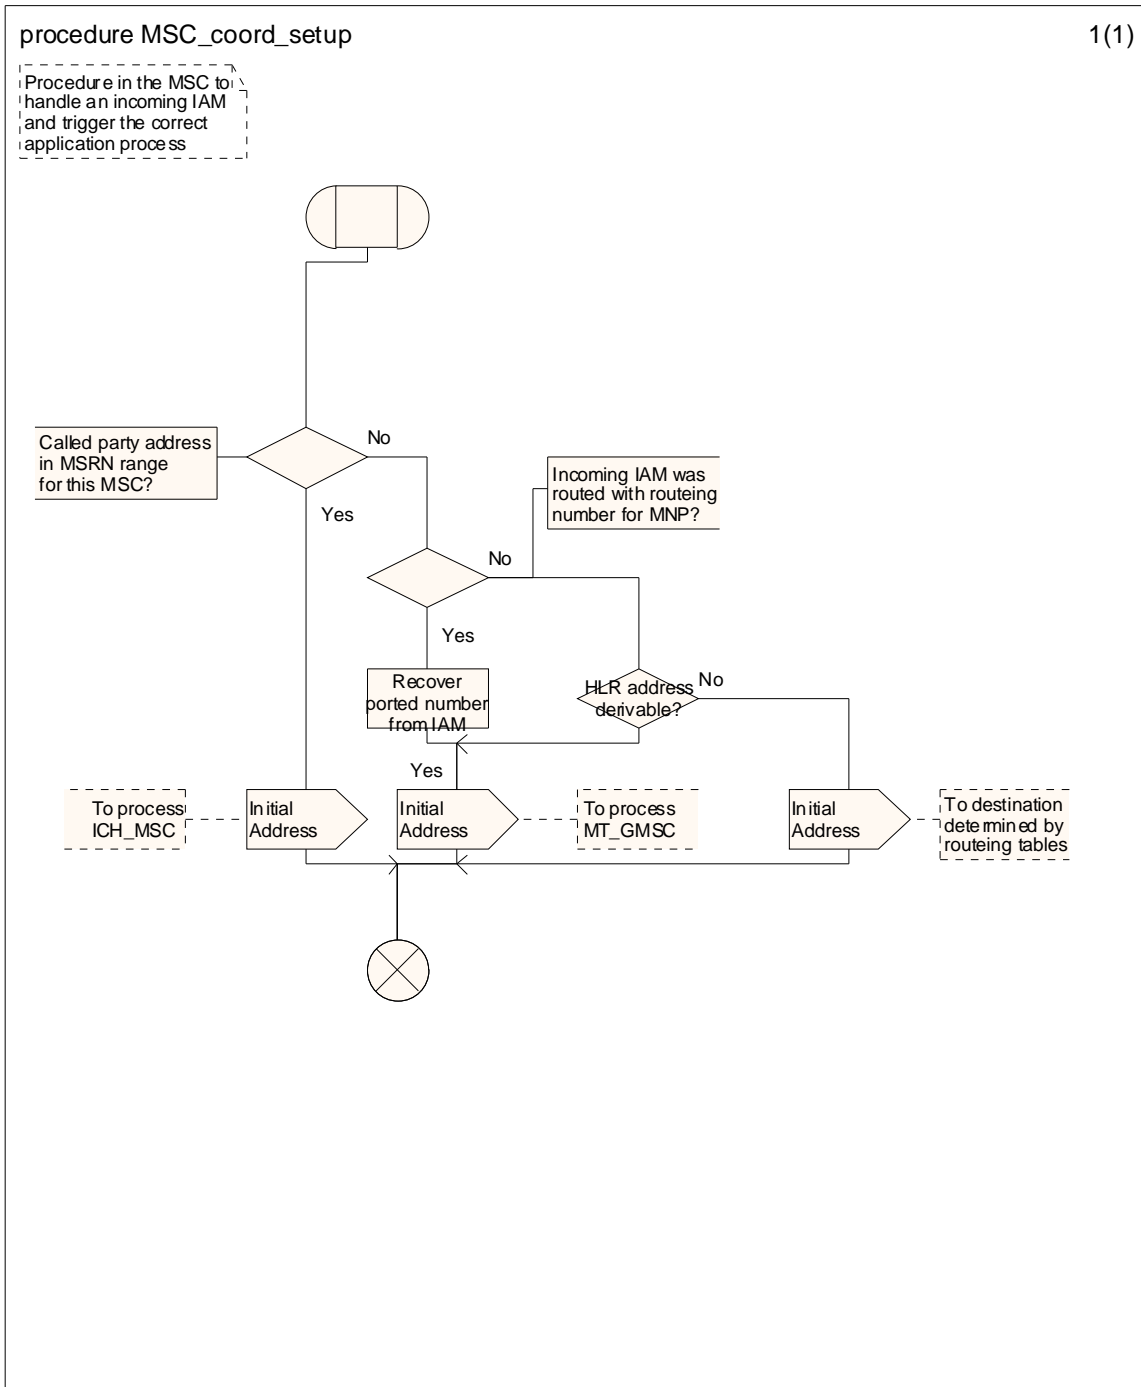 procedure MSC_coord_setup
1(1)
Procedure in the MSC to
handle an incoming IAM
and trigger the correct
application process
Called party address
in MSRN range
for this MSC?
No
Yes
Incoming IAM was
routed with routeing
number for MNP?
No
Yes
Recover
ported number
from IAM
HLR address
derivable?
No
Yes
To process
ICH_MSC
Initial
Address
Initial
Address
To process
MT_GMSC
Initial
Address
To destination
determined by
routeing tables